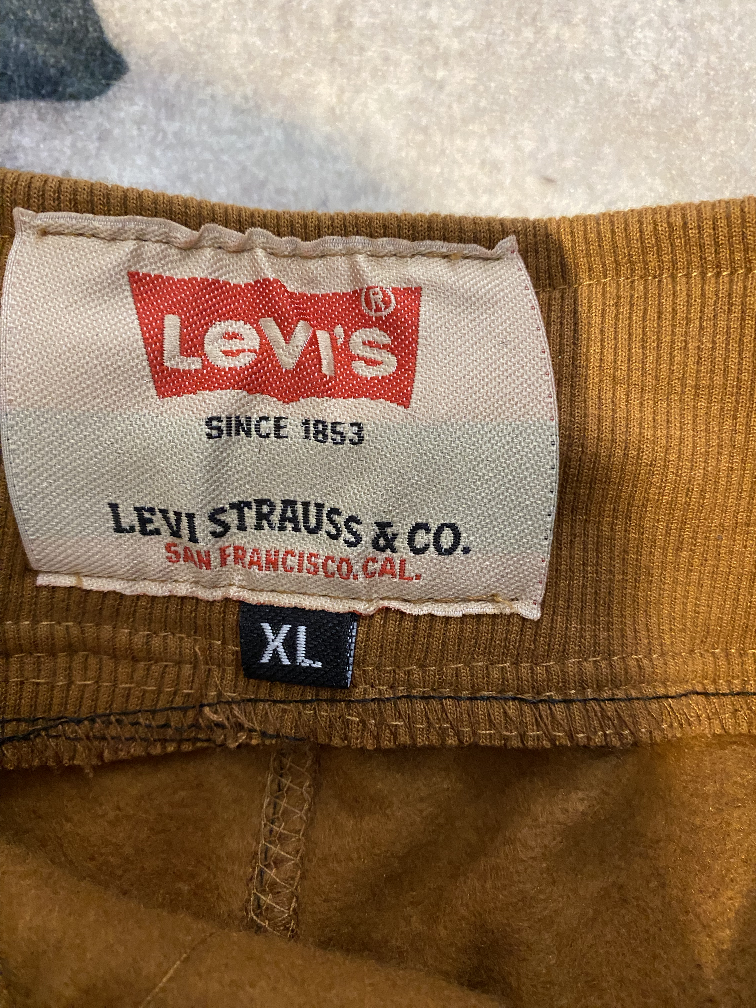 LEVI'S®
SINCE 1853
LEVI STRAUSS & CO.
SAN FRANCISCO. CAL.
XL